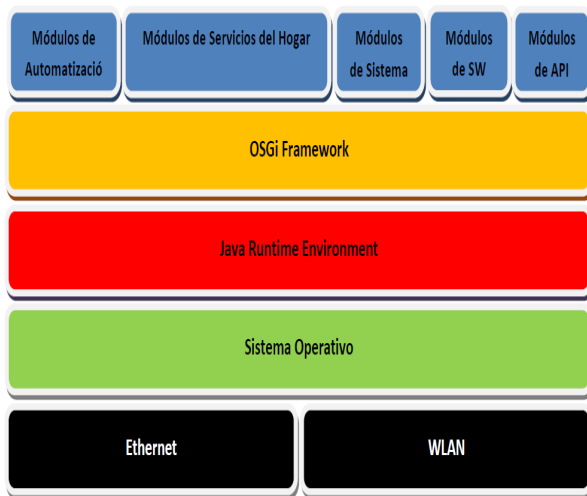 Módulos de
Automatizació
Módulos de Servicios del Hogar
Módulos
de Sistema
Módulos
de SW
Módulos
de API
OSGi Framework
Java Runtime Environment
Sistema Operativo
Ethernet
WLAN